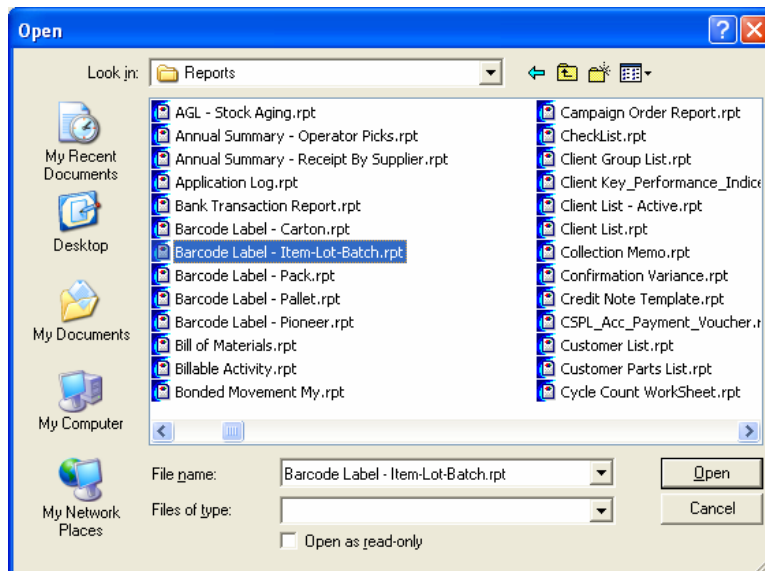 Open
Look in: Reports
My Recent
Documents
Desktop
My Documents
My Computer
My Network
Places
AGL - Stock Aging.rpt
Annual Summary - Operator Picks.rpt
Annual Summary - Receipt By Supplier.rpt
Application Log.rpt
Bank Transaction Report.rpt
Barcode Label - Carton.rpt
Barcode Label - Item-Lot-Batch.rpt
Barcode Label - Pack.rpt
Barcode Label - Pallet.rpt
Barcode Label - Pioneer.rpt
Bill of Materials.rpt
Billable Activity.rpt
Bonded Movement My.rpt
Campaign Order Report.rpt
CheckList.rpt
Client Group List.rpt
Client Key_Performance_Indice
Client List - Active.rpt
Client List.rpt
Collection Memo.rpt
Confirmation Variance.rpt
Credit Note Template.rpt
CSPL_Acc_Payment_Voucher.r
Customer List.rpt
Customer Parts List.rpt
Cycle Count WorkSheet.rpt
File name: Barcode Label - Item-Lot-Batch.rpt Open
Files of type: Cancel
Open as read-only